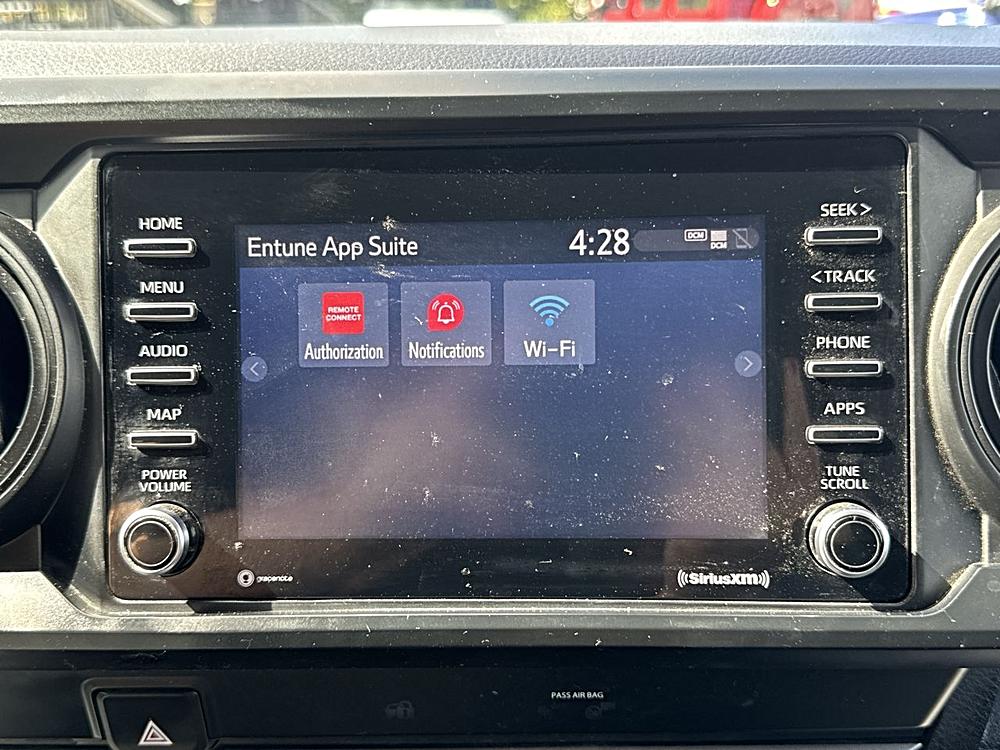 HOME
MENU
AUDIO
MAP
POWER
VOLUME
Entune App Suite
4:28
DCM
DCM
REMOTE
CONNECT
Authorization
Notifications
Wi-Fi
SEEK>
<TRACK
PHONE
APPS
TUNE
SCROLL
gracenote
SiriusXM
PASS AIR BAG